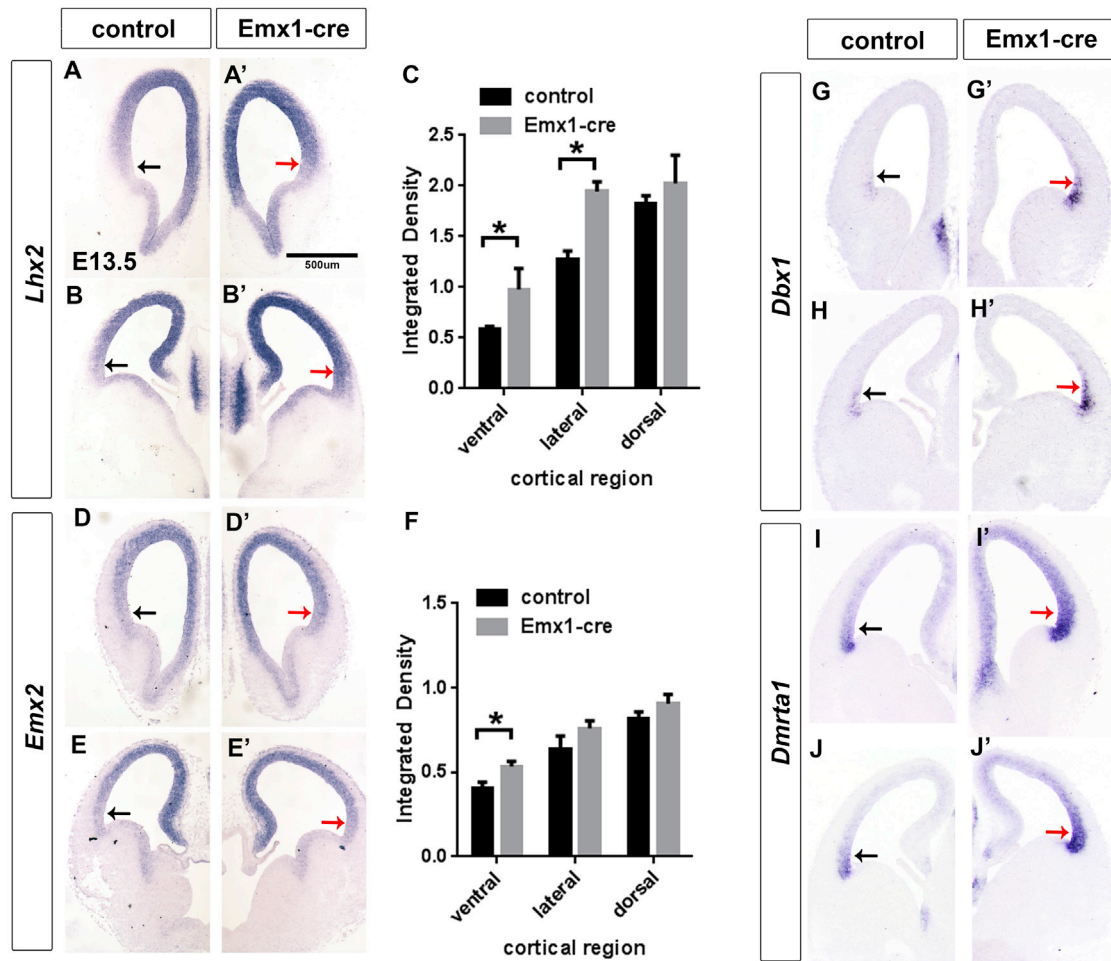 control
Emx1-cre
Lhx2
A
A'
E13.5
500um
B
B'
C
control
Emx1-cre
Integrated Density
2.5
2.0
1.5
1.0
0.5
0.0
*
*
ventral
lateral
dorsal
cortical region
Emx2
D
D'
E
E'
F
control
Emx1-cre
Integrated Density
1.5
1.0
0.5
0.0
*
ventral
lateral
dorsal
cortical region
control
Emx1-cre
Dbx1
G
G'
H
H'
Dmrta1
I
I'
J
J'